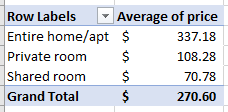 Row Labels Average of price
Entire home/apt $ 337.18
Private room $ 108.28
Shared room $ 70.78
Grand Total $ 270.60